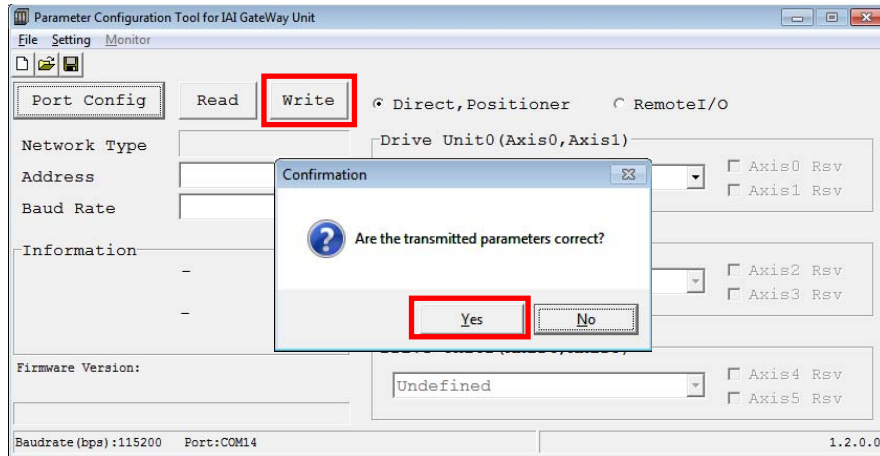 Parameter Configuration Tool for IAI GateWay Unit
File Setting Monitor
Port Config Read Write Direct,Positioner RemoteI/O
Network Type
Drive Unit0(Axis0,Axis1)
Address
Axis0 Rsv
Axis1 Rsv
Baud Rate
Confirmation
Are the transmitted parameters correct?
Yes No
Information
-
-
Axis2 Rsv
Axis3 Rsv
Firmware Version:
Undefined
Axis4 Rsv
Axis5 Rsv
Baudrate(bps):115200 Port:COM14 1.2.0.0